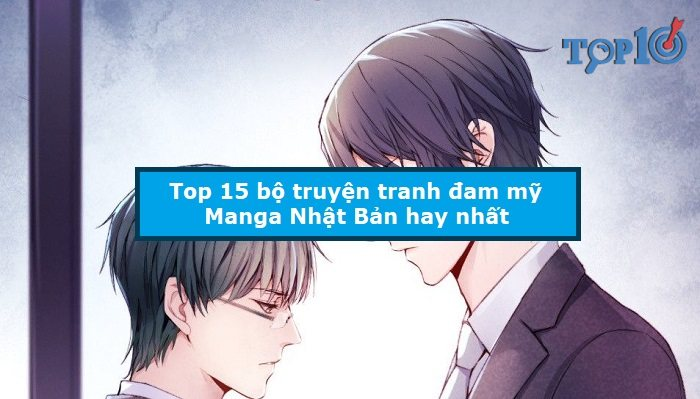 TOP10
Top 15 bộ truyện tranh đam mỹ
Manga Nhật Bản hay nhất